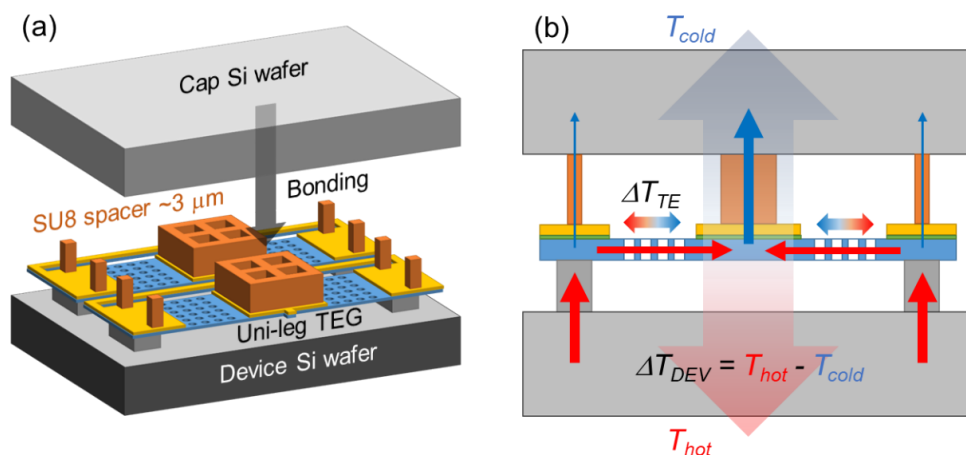 (a)
Cap Si wafer
Bonding
SU8 spacer ~3 μm
Uni-leg TEG
Device Si wafer
(b)
T_cold
ΔT_TE
ΔT_DEV = T_hot - T_cold
T_hot